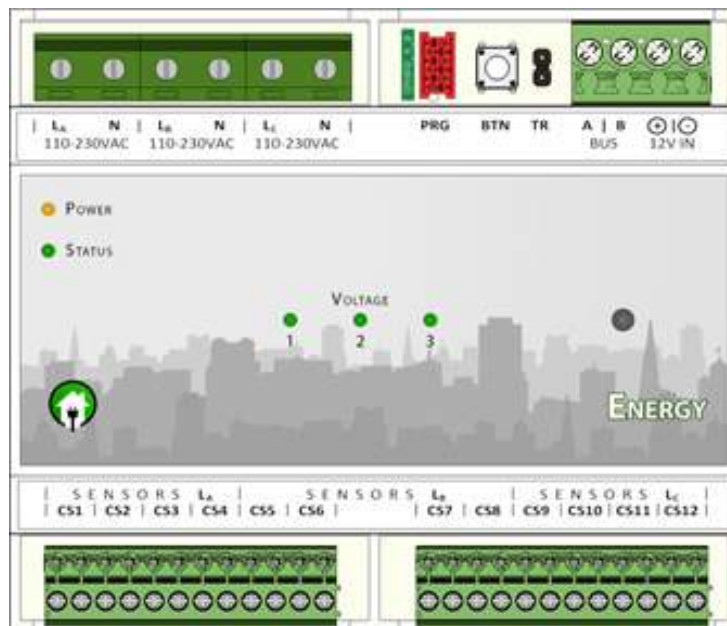 | LA N | LB N | LC N |
110-230VAC 110-230VAC 110-230VAC
PRG BTN TR A | B + | -
BUS 12V IN
POWER
STATUS
VOLTAGE
1 2 3
ENERGY
| SENSORS LA | SENSORS LB | SENSORS LC |
| CS1 | CS2 | CS3 | CS4 | CS5 | CS6 | CS7 | CS8 | CS9 | CS10 | CS11 | CS12 |